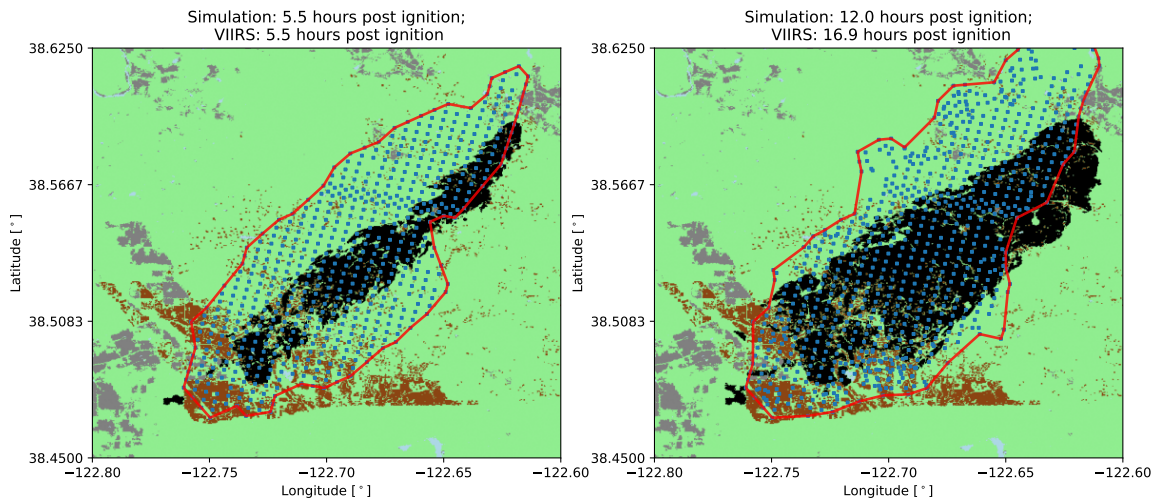 Simulation: 5.5 hours post ignition;
VIIRS: 5.5 hours post ignition
38.6250
38.5667
38.5083
38.4500
Latitude [°]
−122.80
−122.75
−122.70
−122.65
−122.60
Longitude [°]
Simulation: 12.0 hours post ignition;
VIIRS: 16.9 hours post ignition
38.6250
38.5667
38.5083
38.4500
Latitude [°]
−122.80
−122.75
−122.70
−122.65
−122.60
Longitude [°]